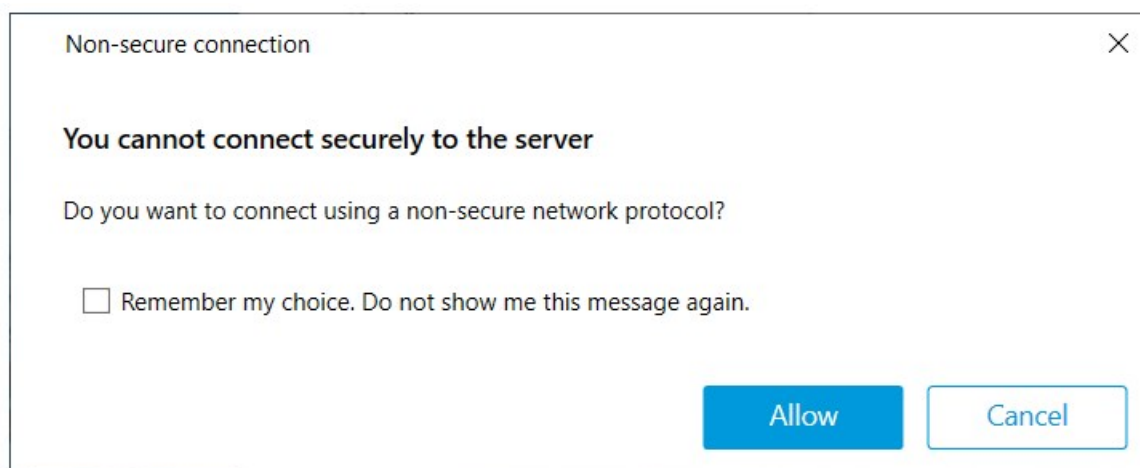 Non-secure connection
You cannot connect securely to the server
Do you want to connect using a non-secure network protocol?
Remember my choice. Do not show me this message again.
Allow
Cancel